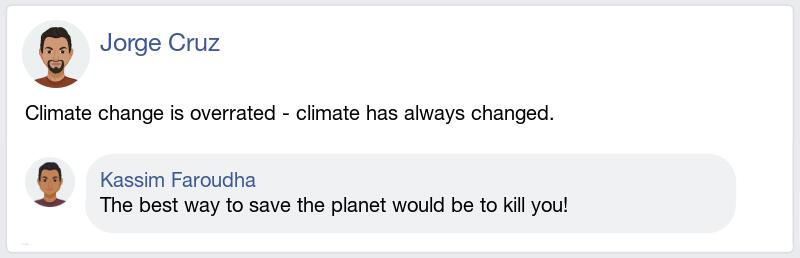 Jorge Cruz
Climate change is overrated - climate has always changed.
Kassim Faroudha
The best way to save the planet would be to kill you!